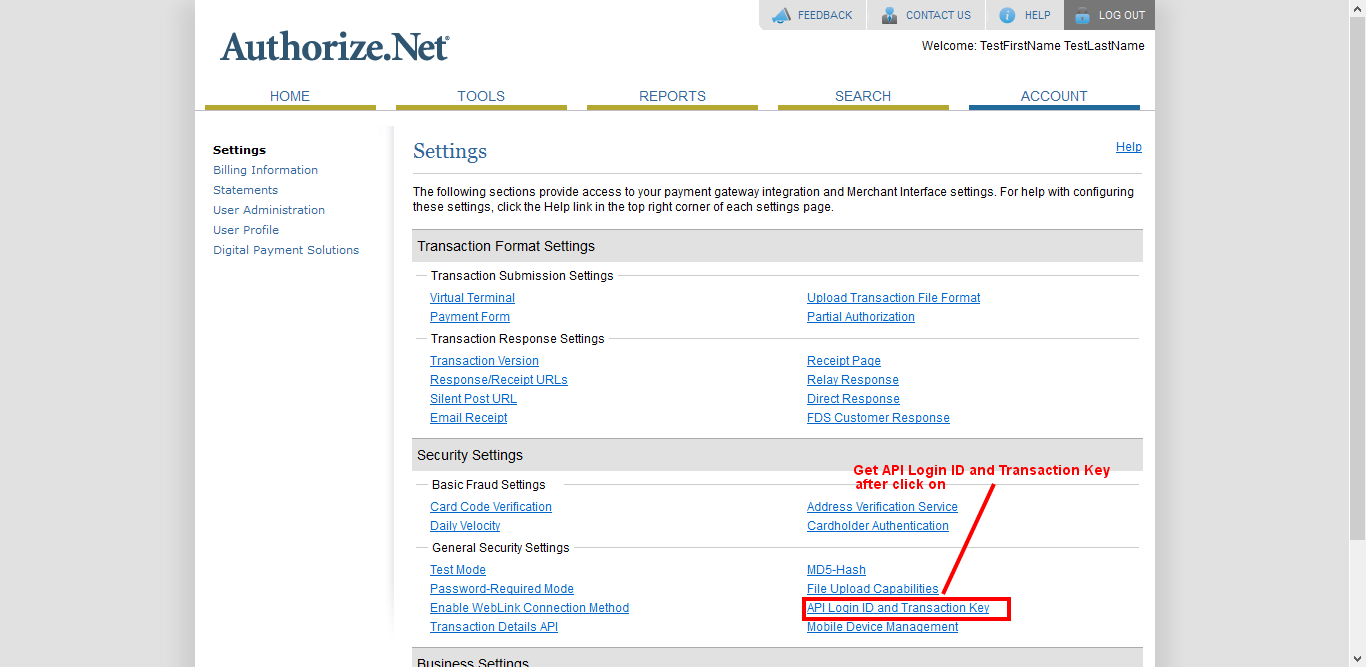 FEEDBACK CONTACT US HELP LOG OUT
Authorize.Net®
Welcome: TestFirstName TestLastName
HOME TOOLS REPORTS SEARCH ACCOUNT
Settings
Billing Information
Statements
User Administration
User Profile
Digital Payment Solutions
Settings
Help
The following sections provide access to your payment gateway integration and Merchant Interface settings. For help with configuring
these settings, click the Help link in the top right corner of each settings page.
Transaction Format Settings
Transaction Submission Settings
Virtual Terminal Upload Transaction File Format
Payment Form Partial Authorization
Transaction Response Settings
Transaction Version Receipt Page
Response/Receipt URLs Relay Response
Silent Post URL Direct Response
Email Receipt FDS Customer Response
Security Settings
Get API Login ID and Transaction Key
after click on
Basic Fraud Settings
Card Code Verification Address Verification Service
Daily Velocity Cardholder Authentication
General Security Settings
Test Mode MD5-Hash
Password-Required Mode File Upload Capabilities
Enable WebLink Connection Method API Login ID and Transaction Key
Transaction Details API Mobile Device Management
Business Settings